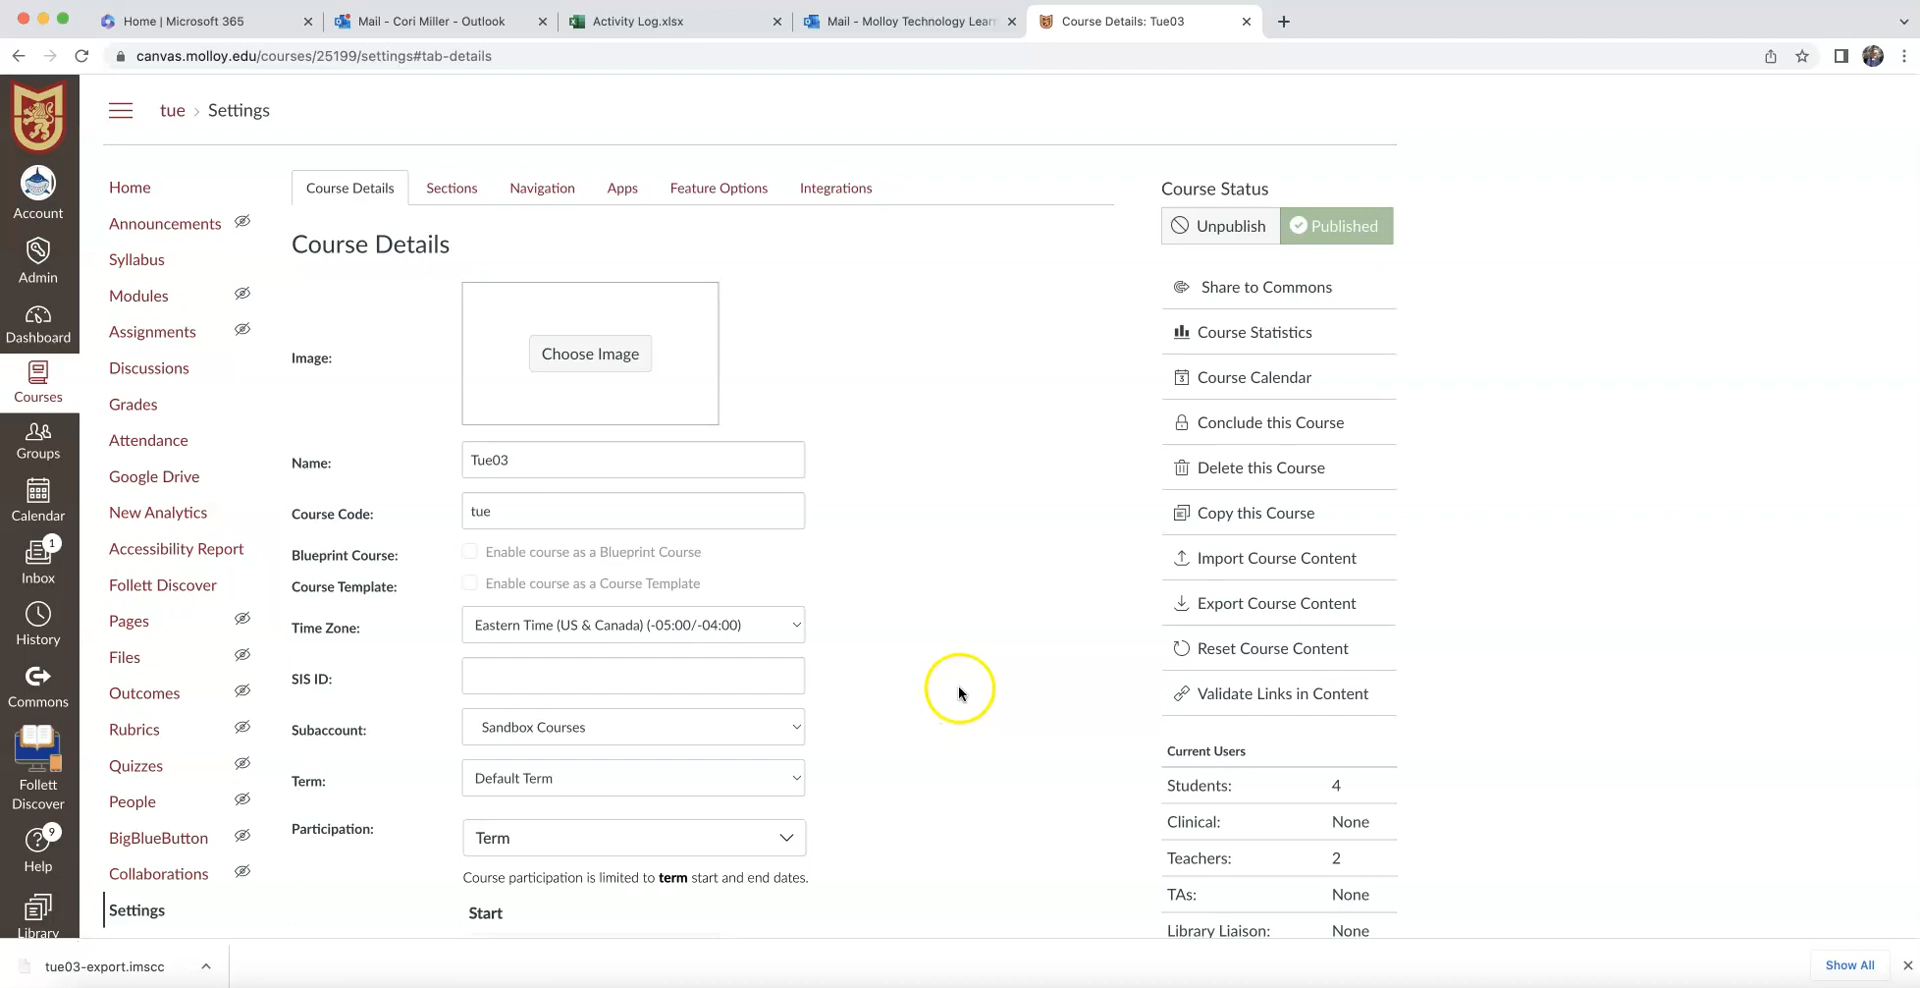 Home | Microsoft 365
Mail - Cori Miller - Outlook
Activity Log.xlsx
Mail - Molloy Technology Lear
Course Details: Tue03
canvas.molloy.edu/courses/25199/settings#tab-details
tue › Settings
Account
Admin
Dashboard
Courses
Groups
Calendar
1
Inbox
History
Commons
Follett
Discover
9
Help
Library
Home
Announcements
Syllabus
Modules
Assignments
Discussions
Grades
Attendance
Google Drive
New Analytics
Accessibility Report
Follett Discover
Pages
Files
Outcomes
Rubrics
Quizzes
People
BigBlueButton
Collaborations
Settings
Course Details
Sections
Navigation
Apps
Feature Options
Integrations
Course Details
Image:
Choose Image
Name:
Tue03
Course Code:
tue
Blueprint Course:
Enable course as a Blueprint Course
Course Template:
Enable course as a Course Template
Time Zone:
Eastern Time (US & Canada) (-05:00/-04:00)
SIS ID:
Subaccount:
Sandbox Courses
Term:
Default Term
Participation:
Term
Course participation is limited to term start and end dates.
Start
Course Status
Unpublish
Published
Share to Commons
Course Statistics
3
Course Calendar
Conclude this Course
Delete this Course
Copy this Course
Import Course Content
Export Course Content
Reset Course Content
Validate Links in Content
Current Users
Students: 4
Clinical: None
Teachers: 2
TAs: None
Library Liaison: None
tue03-export.imscc
Show All